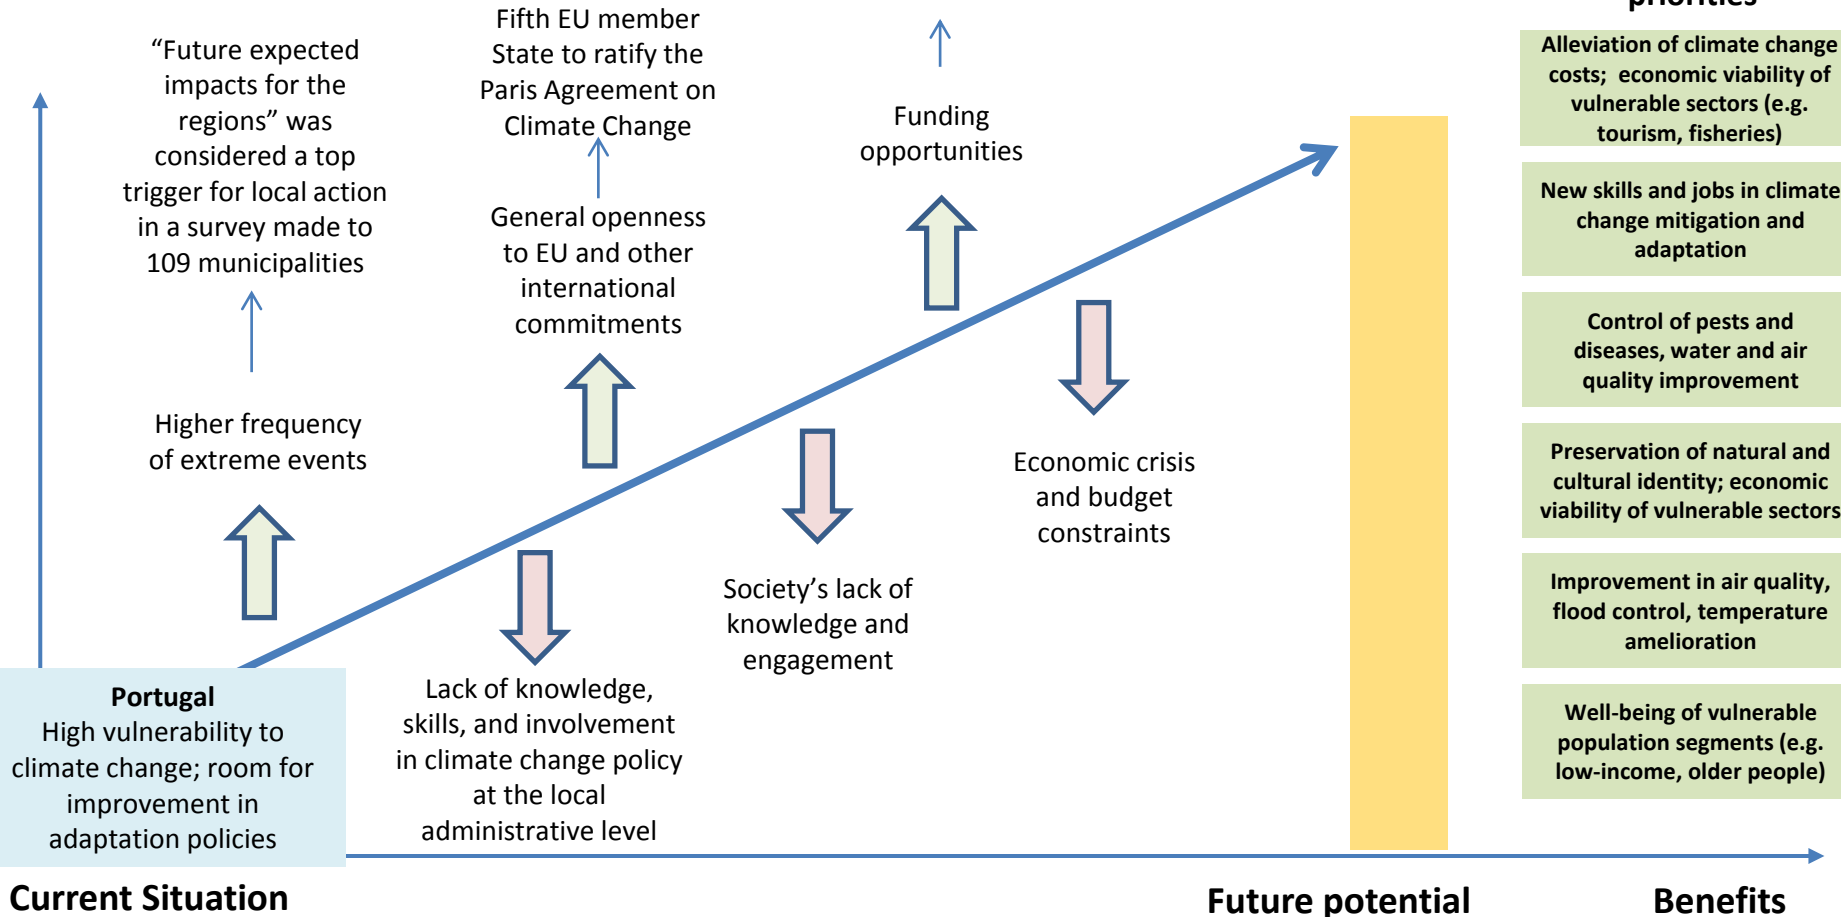 priorities
Fifth EU member
State to ratify the
Paris Agreement on
Climate Change
“Future expected
impacts for the
regions” was
considered a top
trigger for local action
in a survey made to
109 municipalities
Funding
opportunities
General openness
to EU and other
international
commitments
Higher frequency
of extreme events
Economic crisis
and budget
constraints
Society’s lack of
knowledge and
engagement
Lack of knowledge,
skills, and involvement
in climate change policy
at the local
administrative level
Portugal
High vulnerability to
climate change; room for
improvement in
adaptation policies
Alleviation of climate change
costs; economic viability of
vulnerable sectors (e.g.
tourism, fisheries)
New skills and jobs in climate
change mitigation and
adaptation
Control of pests and
diseases, water and air
quality improvement
Preservation of natural and
cultural identity; economic
viability of vulnerable sectors
Improvement in air quality,
flood control, temperature
amelioration
Well-being of vulnerable
population segments (e.g.
low-income, older people)
Current Situation
Future potential
Benefits